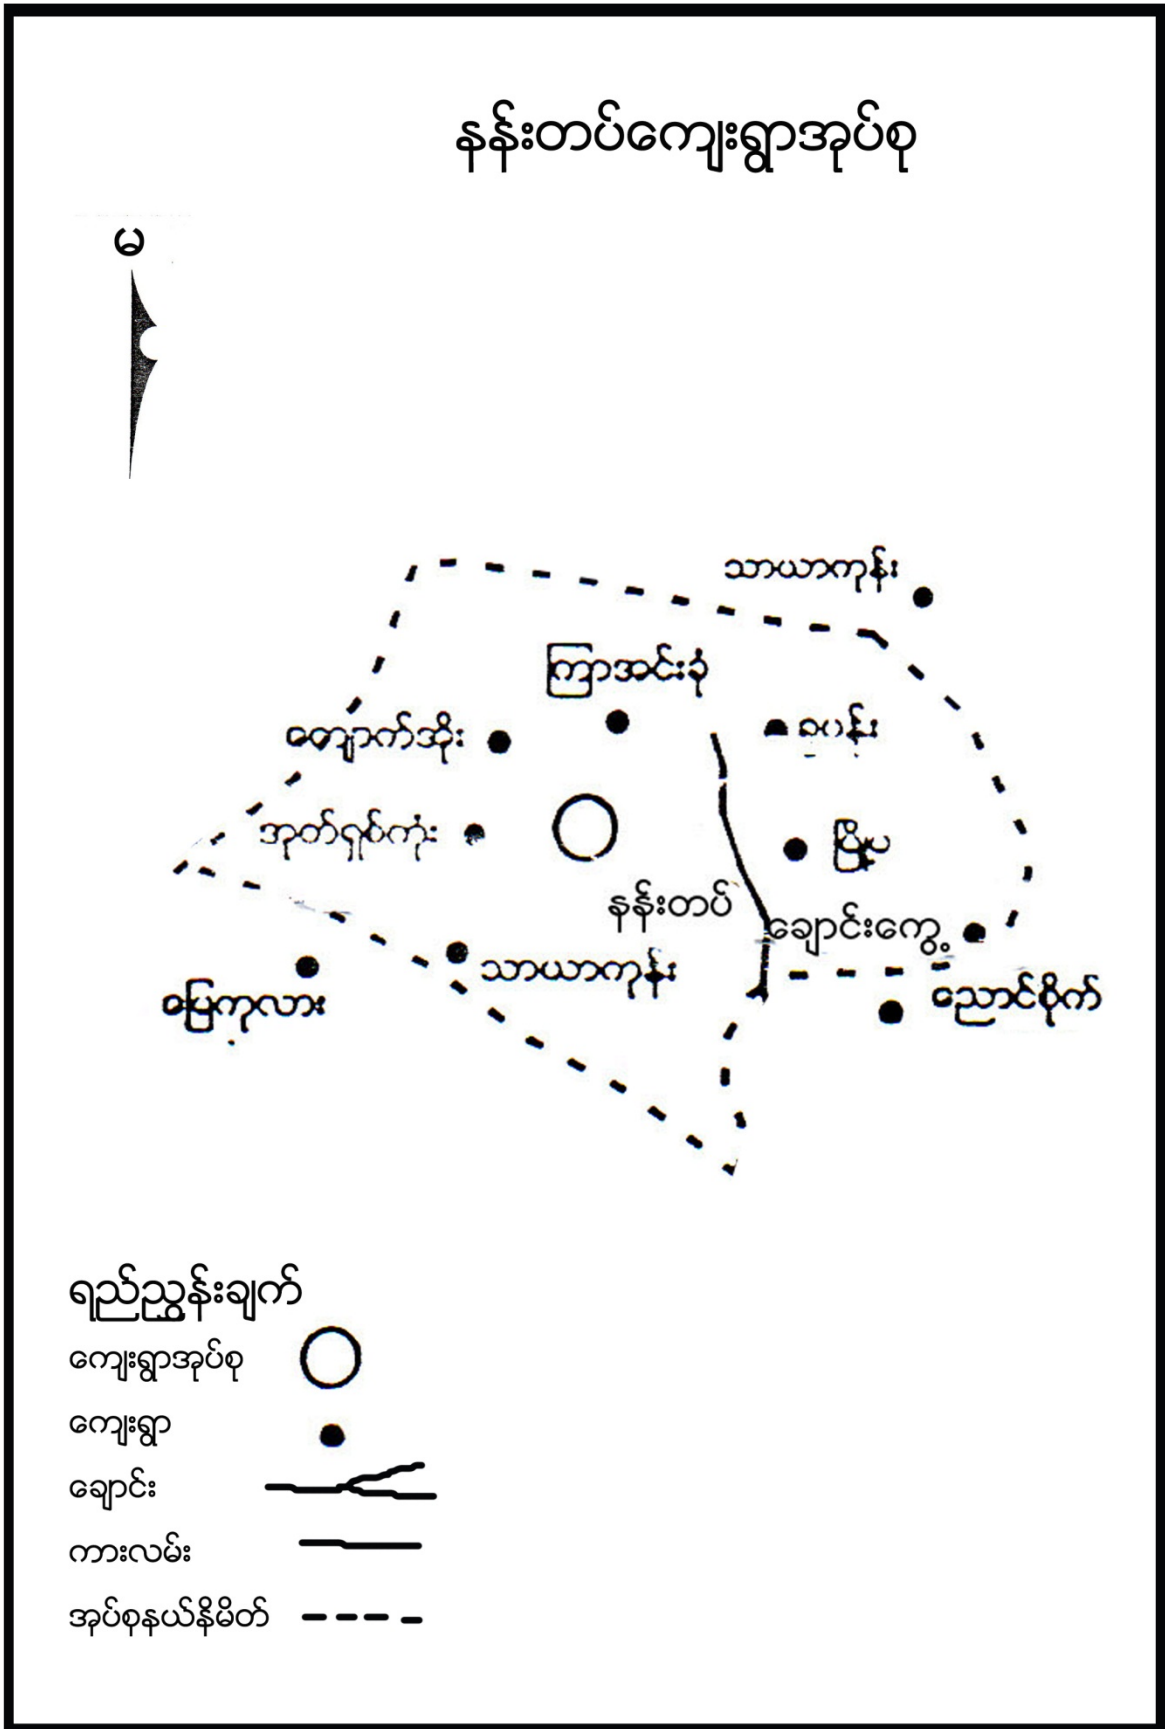 နန်းတပ်ကျေးရွာအုပ်စု
မ
သာယာကုန်း
ကြာအင်းခုံ
ကျောက်အိုး
အုတ်ရှစ်ကုံး
နန်းတပ်
ချောင်းကွေ့
သာယာကုန်း
ပြေကုလား
ညောင်စိုက်
ရည်ညွှန်းချက်
ကျေးရွာအုပ်စု
ကျေးရွာ
ချောင်း
ကားလမ်း
အုပ်စုနယ်နိမိတ်